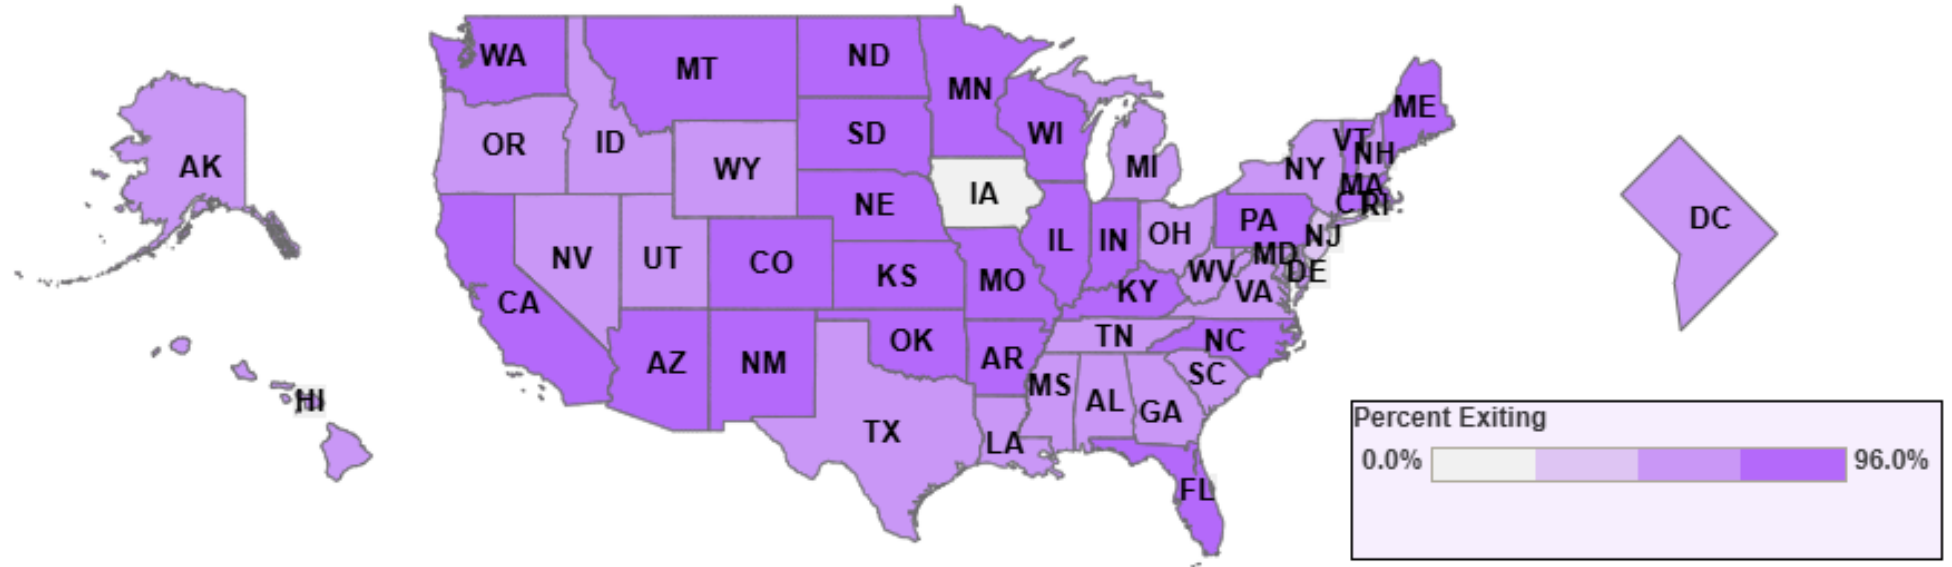 WA
MT
ND
MN
ME
OR
ID
WY
SD
WI
MI
NY
VT
NH
MA
CT
RI
AK
IA
NE
NV
UT
CO
KS
MO
IL
IN
OH
PA
NJ
MD
DE
WV
VA
KY
DC
CA
AZ
NM
OK
AR
TN
NC
SC
MS
AL
GA
TX
LA
FL
HI
Percent Exiting
0.0% 96.0%